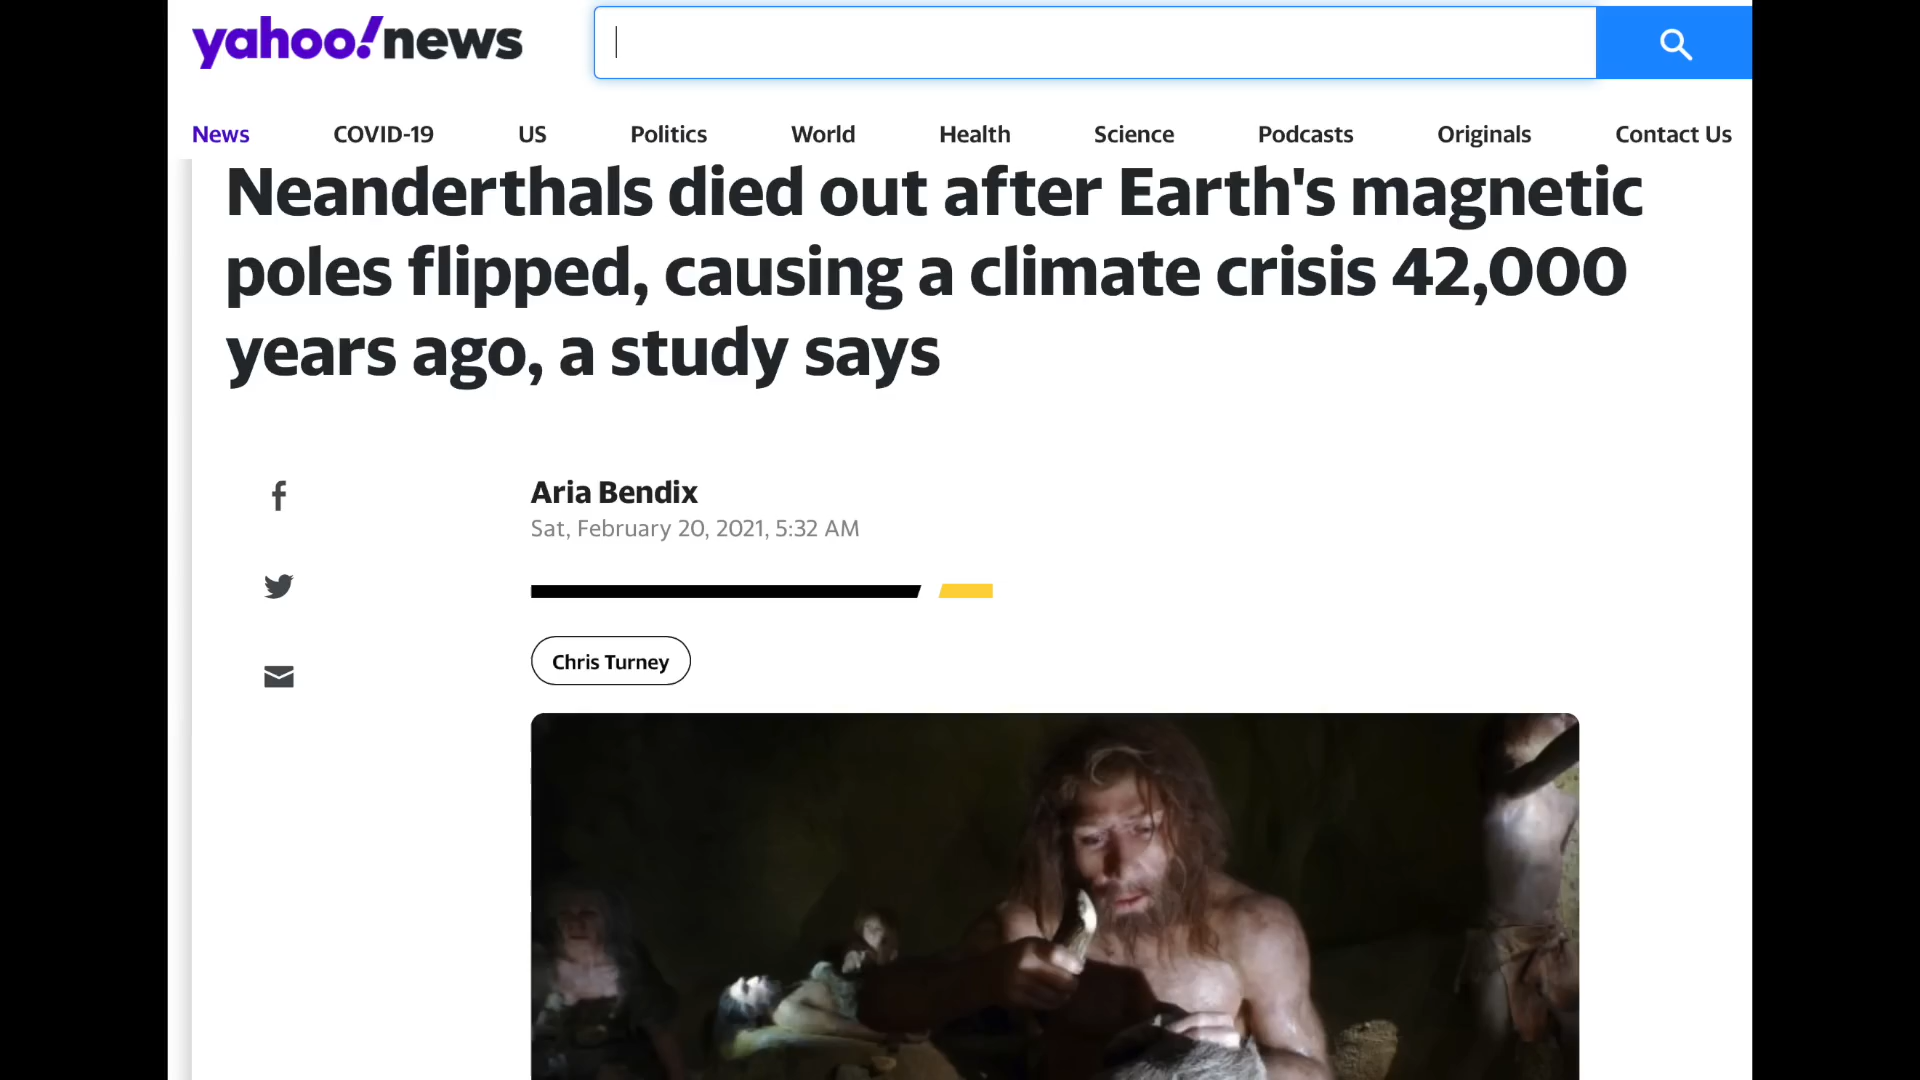 yahoo!news
News COVID-19 US Politics World Health Science Podcasts Originals Contact Us
Neanderthals died out after Earth's magnetic
poles flipped, causing a climate crisis 42,000
years ago, a study says
Aria Bendix
Sat, February 20, 2021, 5:32 AM
Chris Turney